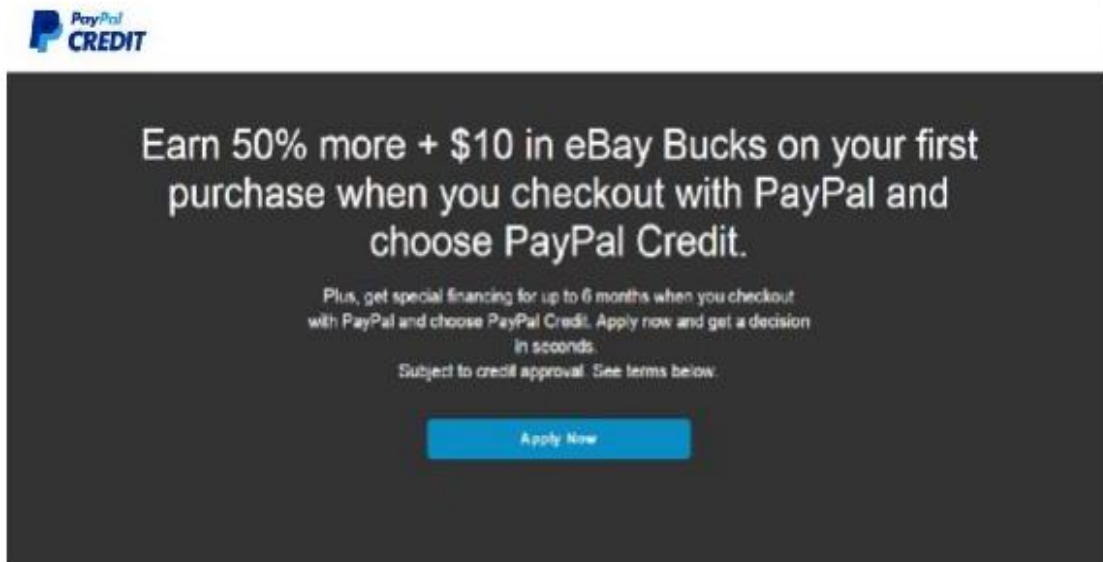 PayPal
CREDIT
Earn 50% more + $10 in eBay Bucks on your first
purchase when you checkout with PayPal and
choose PayPal Credit.
Plus, get special financing for up to 6 months when you checkout
with PayPal and choose PayPal Credit. Apply now and get a decision
in seconds.
Subject to credit approval. See terms below.
Apply Now